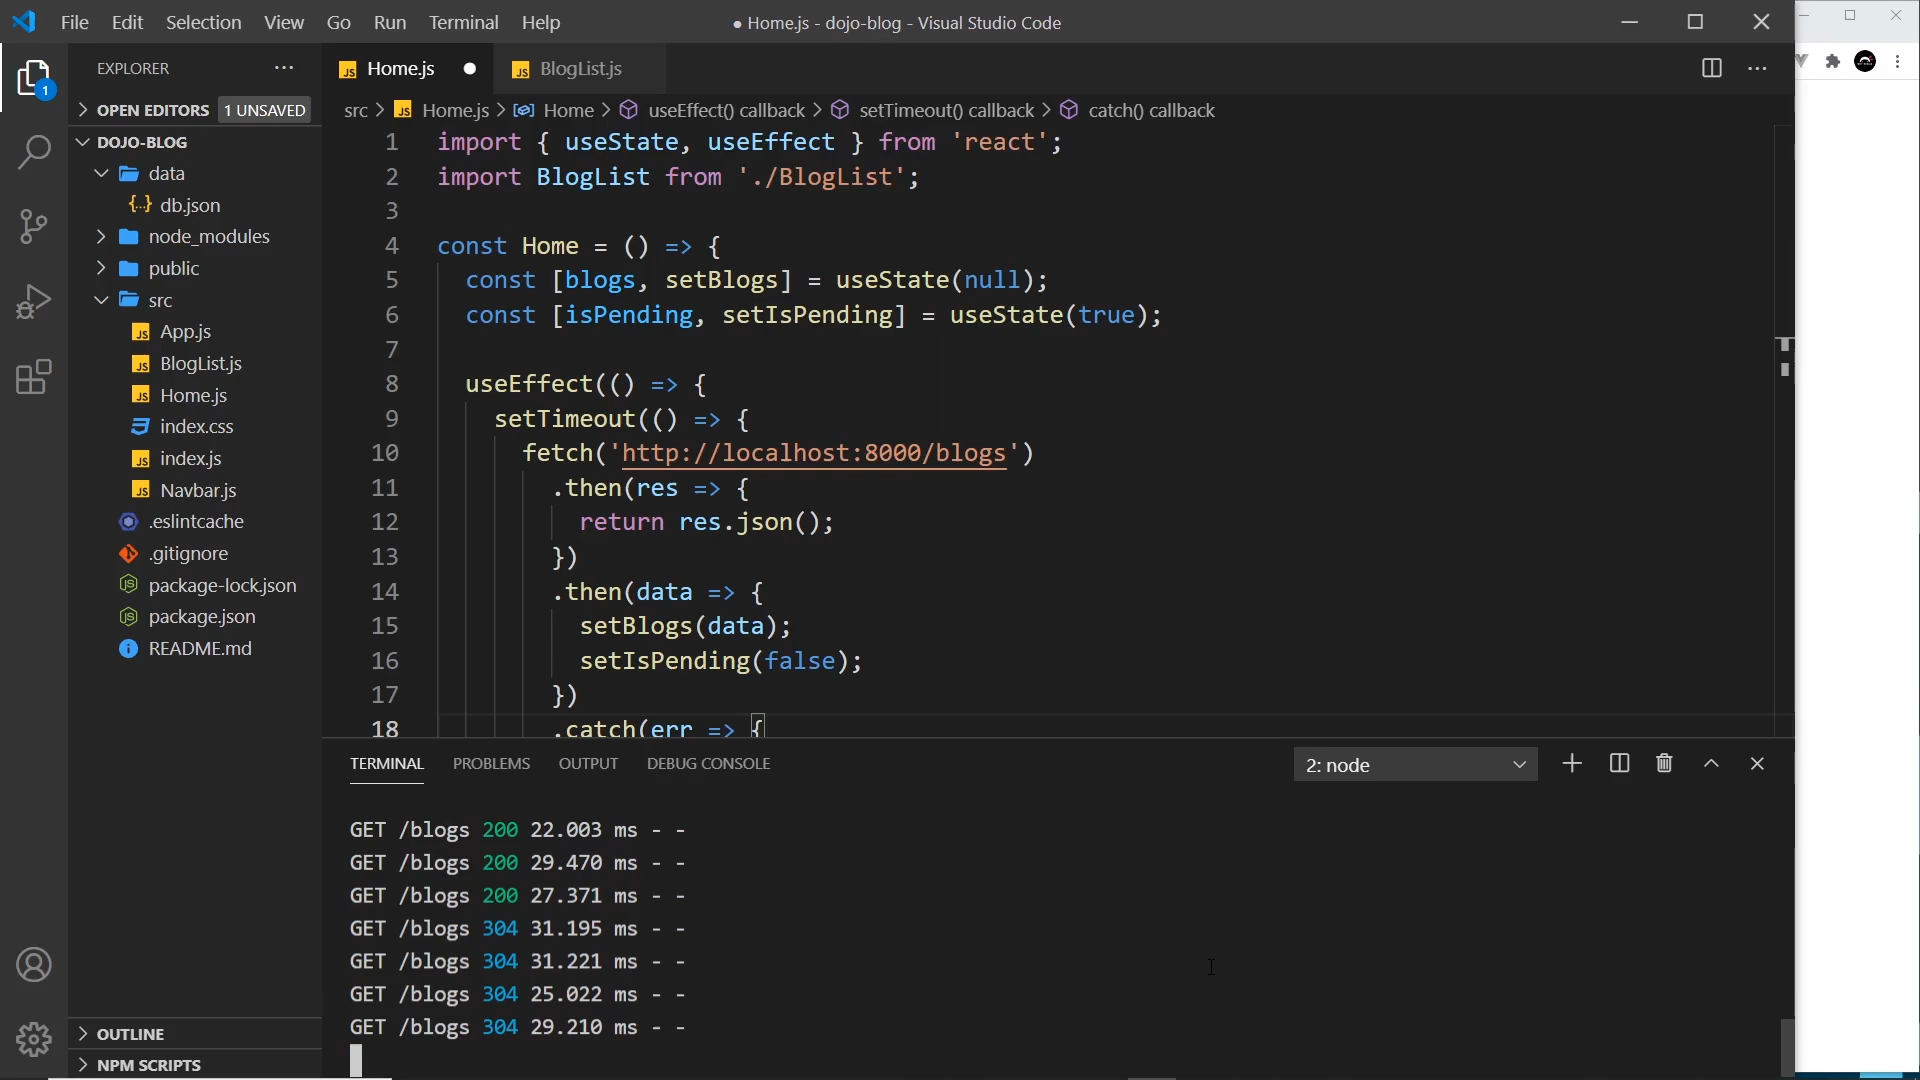 File Edit Selection View Go Run Terminal Help
● Home.js - dojo-blog - Visual Studio Code
EXPLORER
1
OPEN EDITORS 1 UNSAVED
DOJO-BLOG
data
{..} db.json
node_modules
public
src
JS App.js
JS BlogList.js
JS Home.js
index.css
JS index.js
JS Navbar.js
.eslintcache
.gitignore
package-lock.json
package.json
README.md
OUTLINE
NPM SCRIPTS
JS Home.js ●
JS BlogList.js
src > JS Home.js > Home > useEffect() callback > setTimeout() callback > catch() callback
1 import { useState, useEffect } from 'react';
2 import BlogList from './BlogList';
3
4 const Home = () => {
5 const [blogs, setBlogs] = useState(null);
6 const [isPending, setIsPending] = useState(true);
7
8 useEffect(() => {
9 setTimeout(() => {
10 fetch('http://localhost:8000/blogs')
11 .then(res => {
12 return res.json();
13 })
14 .then(data => {
15 setBlogs(data);
16 setIsPending(false);
17 })
18 .catch(err => {
TERMINAL PROBLEMS OUTPUT DEBUG CONSOLE
2: node
GET /blogs 200 22.003 ms - -
GET /blogs 200 29.470 ms - -
GET /blogs 200 27.371 ms - -
GET /blogs 304 31.195 ms - -
GET /blogs 304 31.221 ms - -
GET /blogs 304 25.022 ms - -
GET /blogs 304 29.210 ms - -